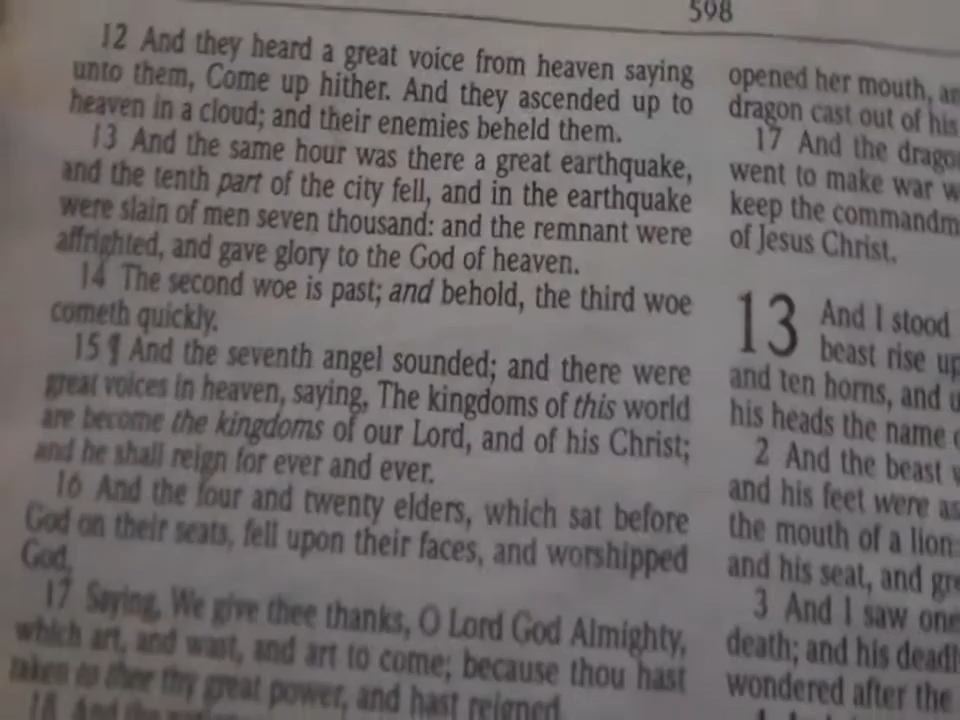 598
12 And they heard a great voice from heaven saying
unto them, Come up hither. And they ascended up to
heaven in a cloud; and their enemies beheld them.
13 And the same hour was there a great earthquake,
and the tenth part of the city fell, and in the earthquake
were slain of men seven thousand: and the remnant were
affrighted, and gave glory to the God of heaven.
14 The second woe is past; and behold, the third woe
cometh quickly.
15 ¶ And the seventh angel sounded; and there were
great voices in heaven, saying, The kingdoms of this world
are become the kingdoms of our Lord, and of his Christ;
and he shall reign for ever and ever.
16 And the four and twenty elders, which sat before
God on their seats, fell upon their faces, and worshipped
God,
17 Saying, We give thee thanks, O Lord God Almighty,
which art, and wast, and art to come; because thou hast
taken to thee thy great power, and hast reigned.
18 And the
opened her mouth, an
dragon cast out of his
17 And the drago
went to make war w
keep the commandm
of Jesus Christ.
13 And I stood
beast rise up
and ten horns, and u
his heads the name o
2 And the beast w
and his feet were as
the mouth of a lion
and his seat, and gre
3 And I saw one
death; and his deadl
wondered after the